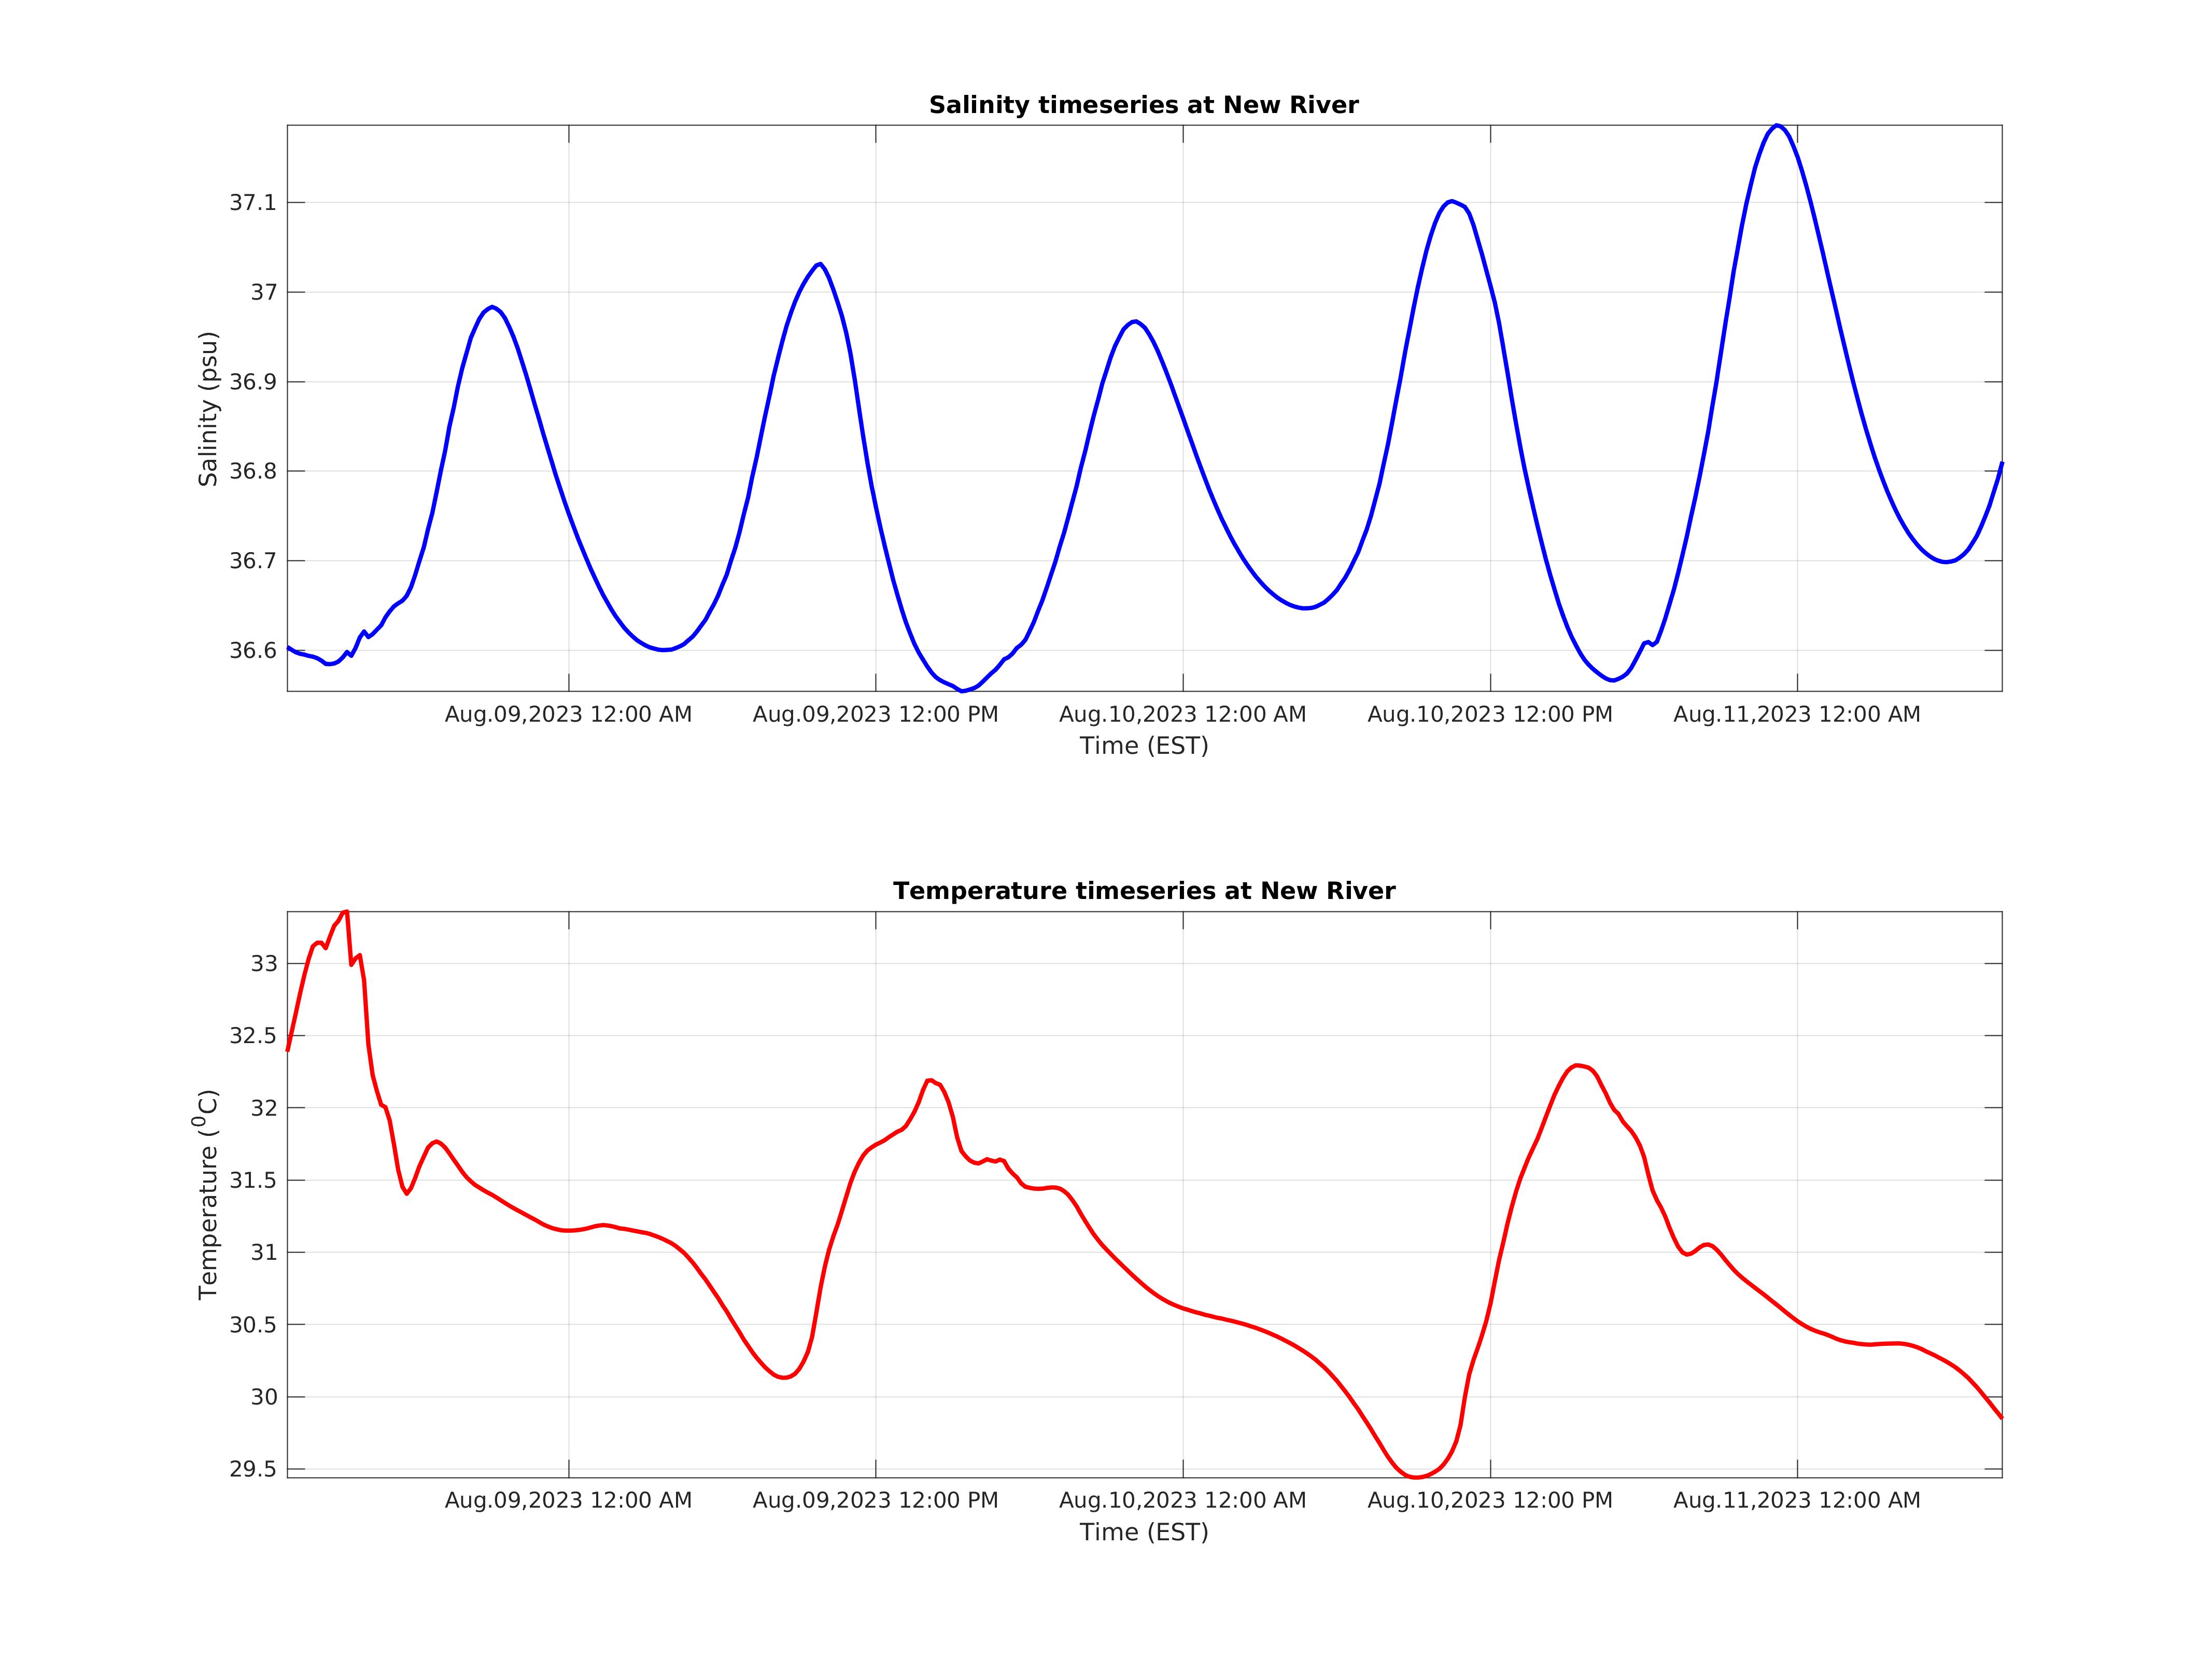 Salinity timeseries at New River
37.1
37
36.9
36.8
36.7
36.6
Salinity (psu)
Aug.09,2023 12:00 AM Aug.09,2023 12:00 PM Aug.10,2023 12:00 AM Aug.10,2023 12:00 PM Aug.11,2023 12:00 AM
Time (EST)
Temperature timeseries at New River
33
32.5
32
31.5
31
30.5
30
29.5
Temperature (⁰C)
Aug.09,2023 12:00 AM Aug.09,2023 12:00 PM Aug.10,2023 12:00 AM Aug.10,2023 12:00 PM Aug.11,2023 12:00 AM
Time (EST)